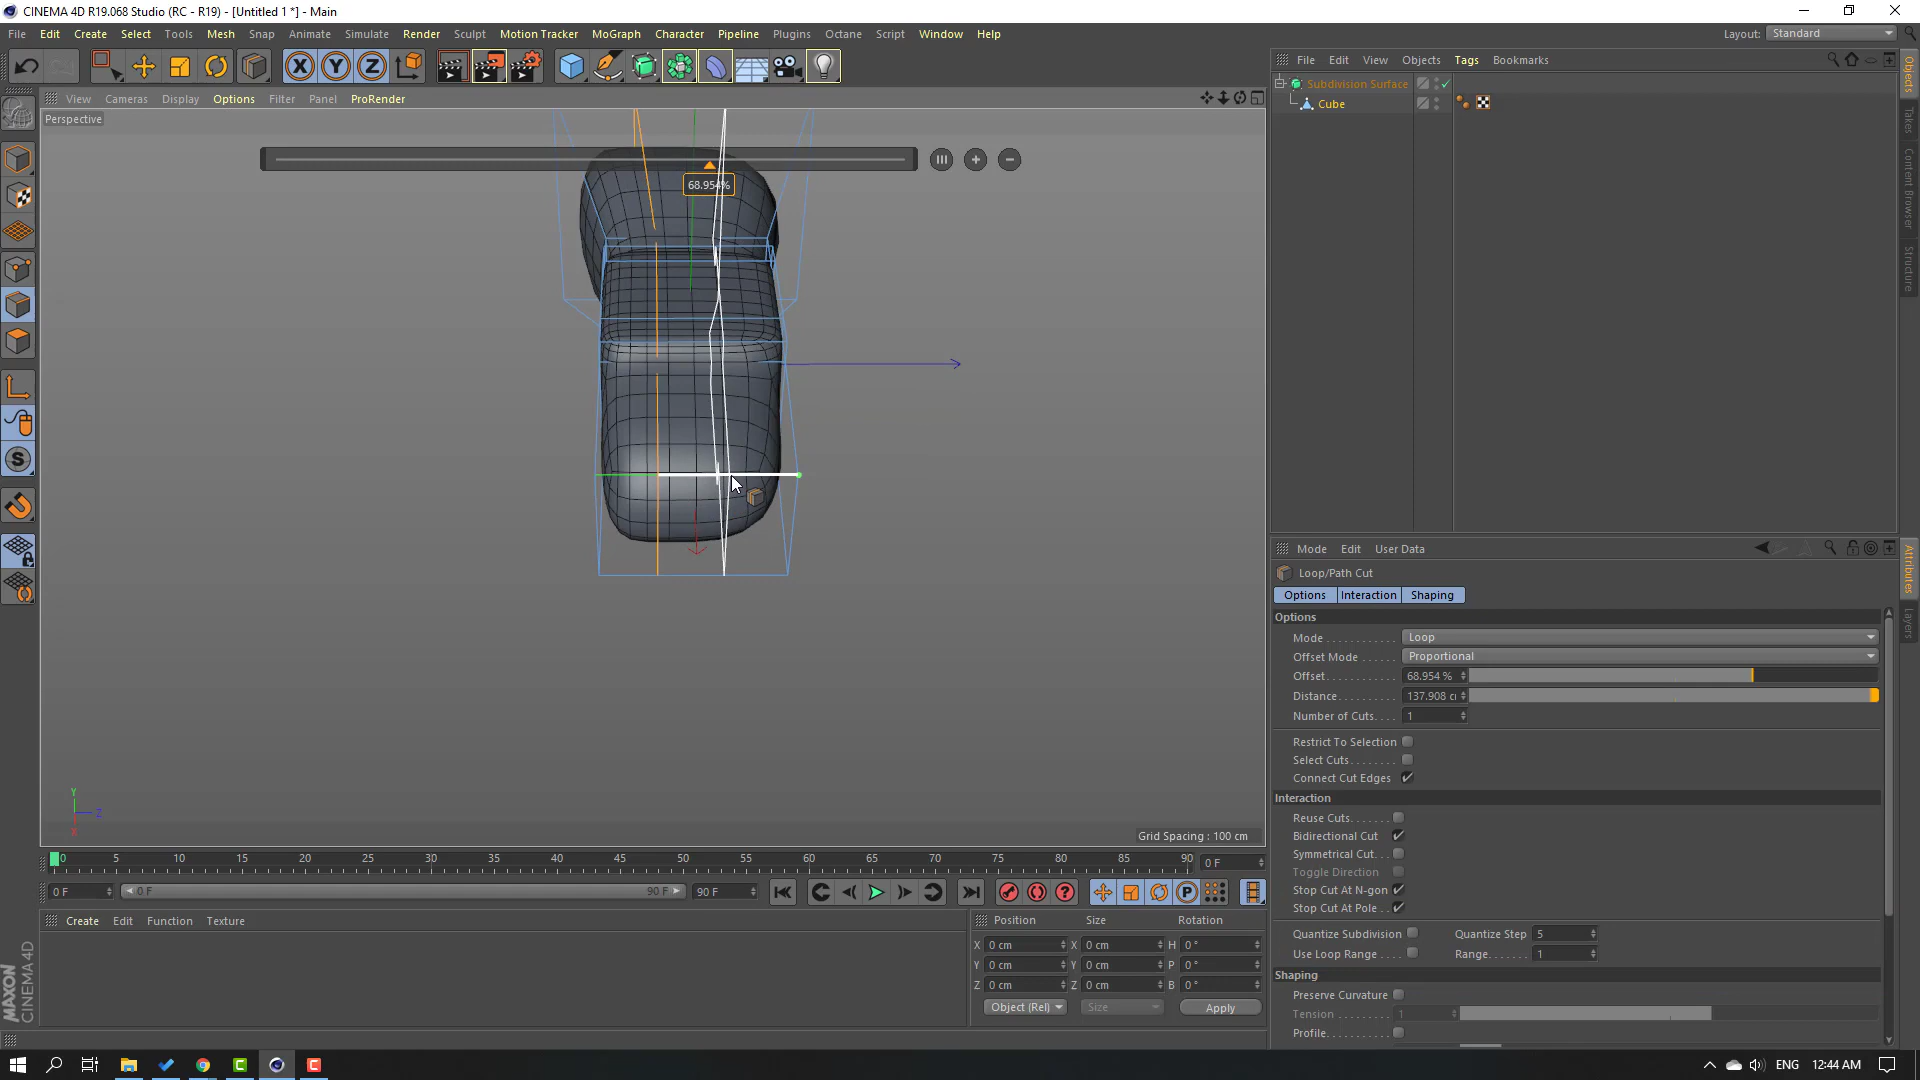 CINEMA 4D R19.068 Studio (RC - R19) - [Untitled 1 *] - Main
File Edit Create Select Tools Mesh Snap Animate Simulate Render Sculpt Motion Tracker MoGraph Character Pipeline Plugins Octane Script Window Help
Layout: Standard
View Cameras Display Options Filter Panel ProRender
Perspective
68.954%
File Edit View Objects Tags Bookmarks
Subdivision Surface
Cube
Objects
Takes
Content Browser
Structure
Mode Edit User Data
Loop/Path Cut
Options Interaction Shaping
Options
Mode Loop
Offset Mode Proportional
Offset 68.954 %
Distance 137.908 c
Number of Cuts 1
Restrict To Selection
Select Cuts
Connect Cut Edges
Interaction
Reuse Cuts
Bidirectional Cut
Symmetrical Cut
Toggle Direction
Stop Cut At N-gon
Stop Cut At Pole
Quantize Subdivision Quantize Step 5
Use Loop Range Range 1
Shaping
Preserve Curvature
Tension 1
Profile
Attributes
Layers
Y
Z
X
Grid Spacing : 100 cm
0 5 10 15 20 25 30 35 40 45 50 55 60 65 70 75 80 85 90 0 F
0 F 0 F 90 F 90 F
Create Edit Function Texture
Position Size Rotation
X 0 cm X 0 cm H 0 °
Y 0 cm Y 0 cm P 0 °
Z 0 cm Z 0 cm B 0 °
Object (Rel) Size Apply
MAXON
CINEMA 4D
ENG 12:44 AM